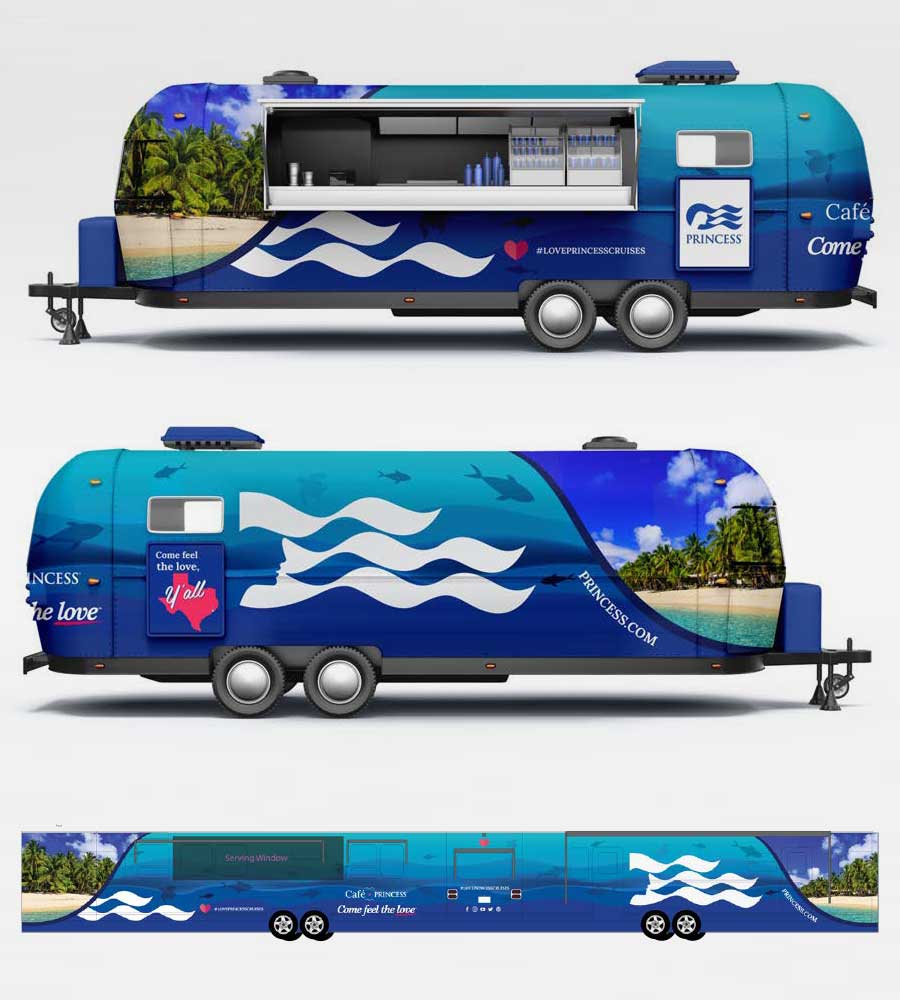 Café
PRINCESS
#LOVEPRINCESSCRUISES
Come
Come feel
the love,
Y'all
NCESS
he love
PRINCESS.COM
Serving Window
Café PRINCESS
#LOVEPRINCESSCRUISES
Come feel the love
PRINCESS.COM